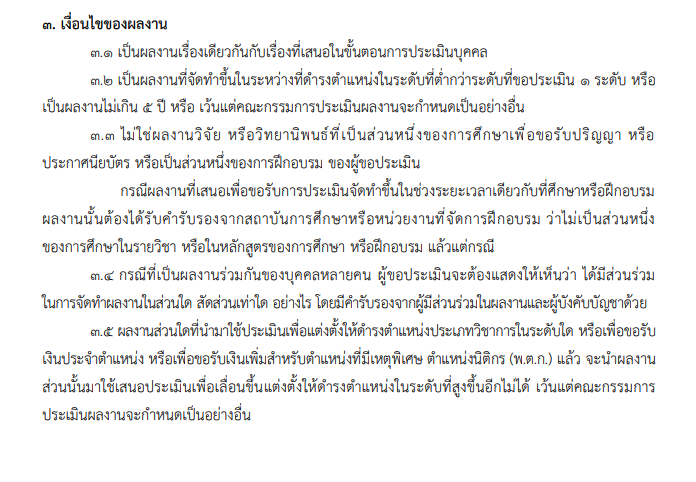 ๓. เงื่อนไขของผลงาน
๓.๑ เป็นผลงานเรื่องเดียวกันกับเรื่องที่เสนอในขั้นตอนการประเมินบุคคล
๓.๒ เป็นผลงานที่จัดทำขึ้นในระหว่างที่ดำรงตำแหน่งในระดับที่ต่ำกว่าระดับที่ขอประเมิน ๑ ระดับ หรือ
เป็นผลงานไม่เกิน ๕ ปี หรือ เว้นแต่คณะกรรมการประเมินผลงานจะกำหนดเป็นอย่างอื่น
๓.๓ ไม่ใช่ผลงานวิจัย หรือวิทยานิพนธ์ที่เป็นส่วนหนึ่งของการศึกษาเพื่อขอรับปริญญา หรือ
ประกาศนียบัตร หรือเป็นส่วนหนึ่งของการฝึกอบรม ของผู้ขอประเมิน
กรณีผลงานที่เสนอเพื่อขอรับการประเมินจัดทำขึ้นในช่วงระยะเวลาเดียวกับที่ศึกษาหรือฝึกอบรม
ผลงานนั้นต้องได้รับคำรับรองจากสถาบันการศึกษาหรือหน่วยงานที่จัดการฝึกอบรม ว่าไม่เป็นส่วนหนึ่ง
ของการศึกษาในรายวิชา หรือในหลักสูตรของการศึกษา หรือฝึกอบรม แล้วแต่กรณี
๓.๔ กรณีที่เป็นผลงานร่วมกันของบุคคลหลายคน ผู้ขอประเมินจะต้องแสดงให้เห็นว่า ได้มีส่วนร่วม
ในการจัดทำผลงานในส่วนใด สัดส่วนเท่าใด อย่างไร โดยมีคำรับรองจากผู้มีส่วนร่วมในผลงานและผู้บังคับบัญชาด้วย
๓.๕ ผลงานส่วนใดที่นำมาใช้ประเมินเพื่อแต่งตั้งให้ดำรงตำแหน่งประเภทวิชาการในระดับใด หรือเพื่อขอรับ
เงินประจำตำแหน่ง หรือเพื่อขอรับเงินเพิ่มสำหรับตำแหน่งที่มีเหตุพิเศษ ตำแหน่งนิติกร (พ.ต.ก.) แล้ว จะนำผลงาน
ส่วนนั้นมาใช้เสนอประเมินเพื่อเลื่อนขึ้นแต่งตั้งให้ดำรงตำแหน่งในระดับที่สูงขึ้นอีกไม่ได้ เว้นแต่คณะกรรมการ
ประเมินผลงานจะกำหนดเป็นอย่างอื่น